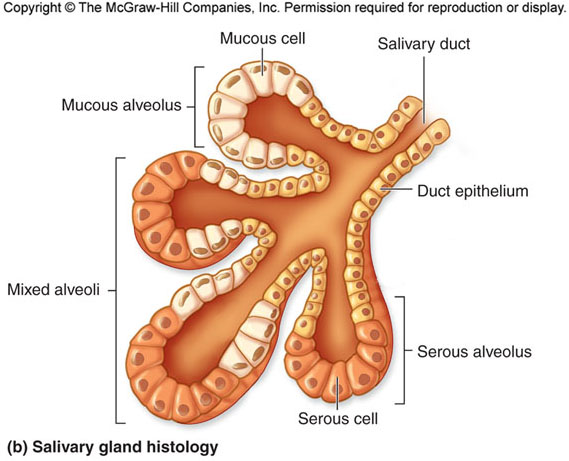 Copyright © The McGraw-Hill Companies, Inc. Permission required for reproduction or display.
Mucous cell
Salivary duct
Mucous alveolus
Duct epithelium
Mixed alveoli
Serous alveolus
Serous cell
(b) Salivary gland histology